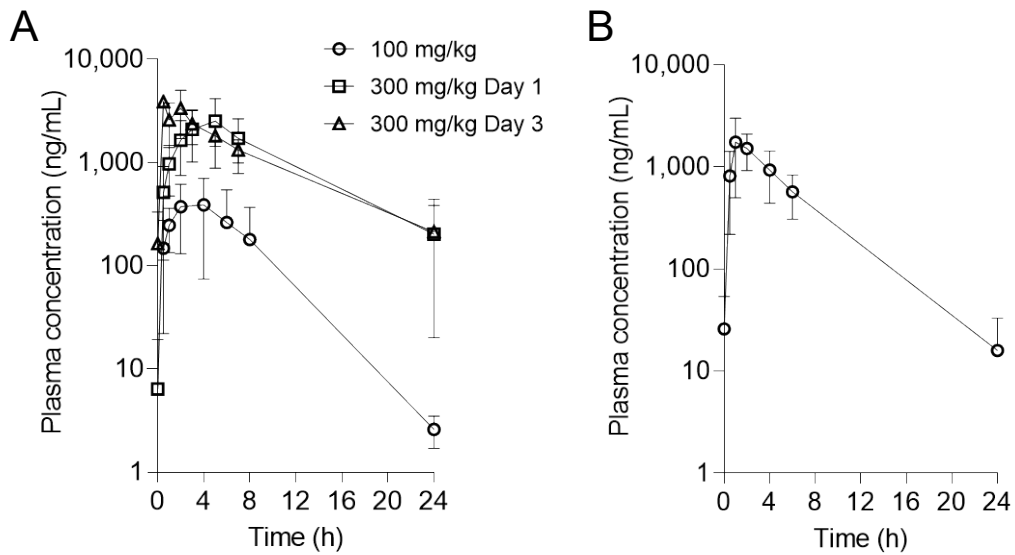 A
100 mg/kg
300 mg/kg Day 1
300 mg/kg Day 3
Plasma concentration (ng/mL)
10,000
1,000
100
10
1
0 4 8 12 16 20 24
Time (h)
B
Plasma concentration (ng/mL)
10,000
1,000
100
10
1
0 4 8 12 16 20 24
Time (h)